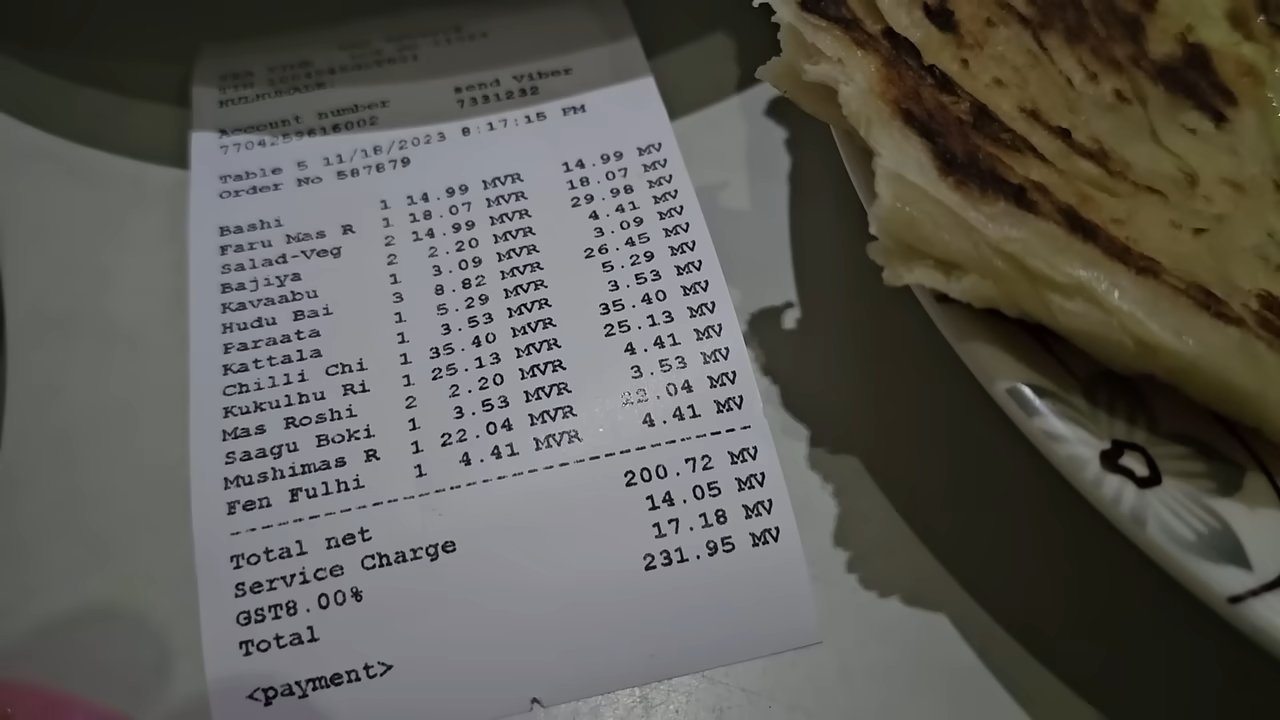 Account number send Viber
7704259616002 7331232
Table 5 11/18/2023 8:17:15 PM
Order No 587879
Bashi 1 14.99 MVR 14.99 MV
Faru Mas R 1 18.07 MVR 18.07 MV
Salad-Veg 2 14.99 MVR 29.98 MV
Bajiya 2 2.20 MVR 4.41 MV
Kavaabu 1 3.09 MVR 3.09 MV
Hudu Bai 3 8.82 MVR 26.45 MV
Faraata 1 5.29 MVR 5.29 MV
Kattala 1 3.53 MVR 3.53 MV
Chilli Chi 1 35.40 MVR 35.40 MV
Kukulhu Ri 1 25.13 MVR 25.13 MV
Mas Roshi 2 2.20 MVR 4.41 MV
Saagu Boki 1 3.53 MVR 3.53 MV
Mushimas R 1 22.04 MVR MV
Fen Fulhi 1 4.41 MVR 4.41 MV
Total net 200.72 MV
Service Charge 14.05 MV
GST8.00% 17.18 MV
Total 231.95 MV
<payment>